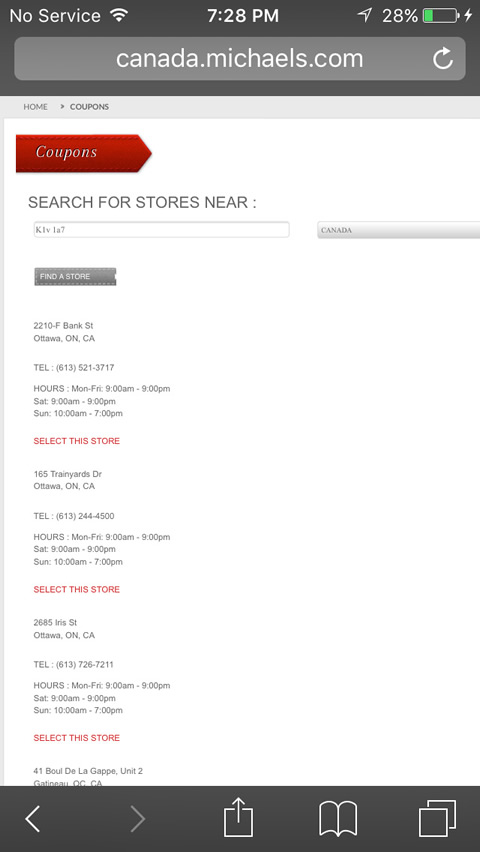 No Service 7:28 PM 28%
canada.michaels.com
HOME > COUPONS
Coupons
SEARCH FOR STORES NEAR :
K1v 1a7 CANADA
FIND A STORE
2210-F Bank St
Ottawa, ON, CA
TEL : (613) 521-3717
HOURS : Mon-Fri: 9:00am - 9:00pm
Sat: 9:00am - 9:00pm
Sun: 10:00am - 7:00pm
SELECT THIS STORE
165 Trainyards Dr
Ottawa, ON, CA
TEL : (613) 244-4500
HOURS : Mon-Fri: 9:00am - 9:00pm
Sat: 9:00am - 9:00pm
Sun: 10:00am - 7:00pm
SELECT THIS STORE
2685 Iris St
Ottawa, ON, CA
TEL : (613) 726-7211
HOURS : Mon-Fri: 9:00am - 9:00pm
Sat: 9:00am - 9:00pm
Sun: 10:00am - 7:00pm
SELECT THIS STORE
41 Boul De La Gappe, Unit 2
Gatineau, QC, CA